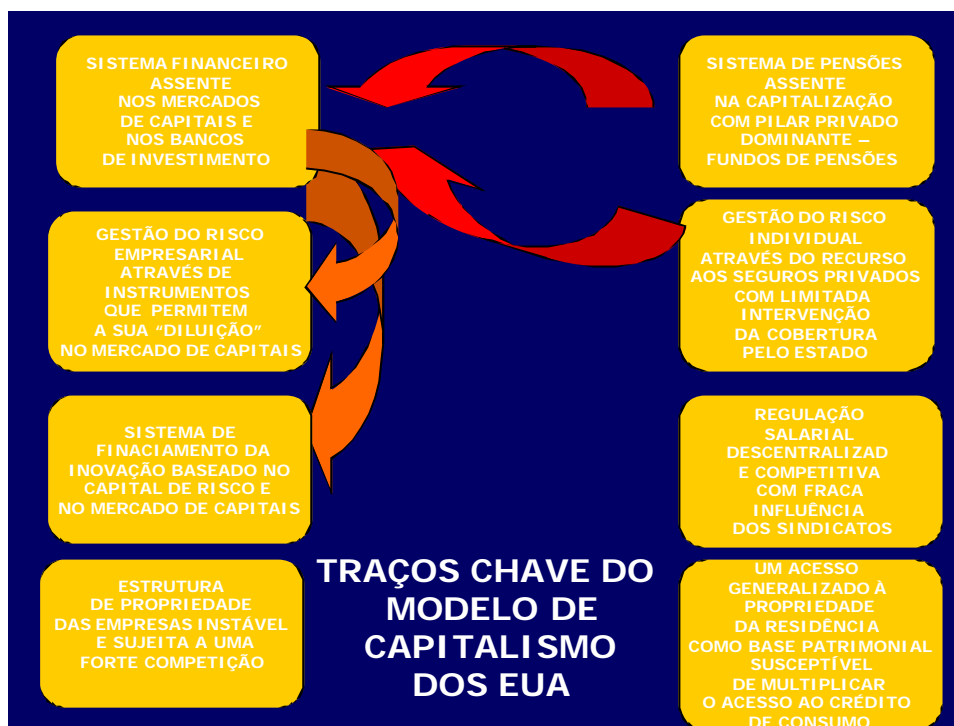 SISTEMA FINANCEIRO
ASSENTE
NOS MERCADOS
DE CAPITAIS E
NOS BANCOS
DE INVESTIMENTO
GESTÃO DO RISCO
EMPRESARIAL
ATRAVÉS DE
INSTRUMENTOS
QUE PERMITEM
A SUA “DILUIÇÃO”
NO MERCADO DE CAPITAIS
SISTEMA DE
FINACIAMENTO DA
INOVAÇÃO BASEADO NO
CAPITAL DE RISCO E
NO MERCADO DE CAPITAIS
ESTRUTURA
DE PROPRIEDADE
DAS EMPRESAS INSTÁVEL
E SUJEITA A UMA
FORTE COMPETIÇÃO
TRAÇOS CHAVE DO
MODELO DE
CAPITALISMO
DOS EUA
SISTEMA DE PENSÕES
ASSENTE
NA CAPITALIZAÇÃO
COM PILAR PRIVADO
DOMINANTE –
FUNDOS DE PENSÕES
GESTÃO DO RISCO
INDIVIDUAL
ATRAVÉS DO RECURSO
AOS SEGUROS PRIVADOS
COM LIMITADA
INTERVENÇÃO
DA COBERTURA
PELO ESTADO
REGULAÇÃO
SALARIAL
DESCENTRALIZAD
E COMPETITIVA
COM FRACA
INFLUÊNCIA
DOS SINDICATOS
UM ACESSO
GENERALIZADO À
PROPRIEDADE
DA RESIDÊNCIA
COMO BASE PATRIMONIAL
SUSCEPTÍVEL
DE MULTIPLICAR
O ACESSO AO CRÉDITO
DE CONSUMO